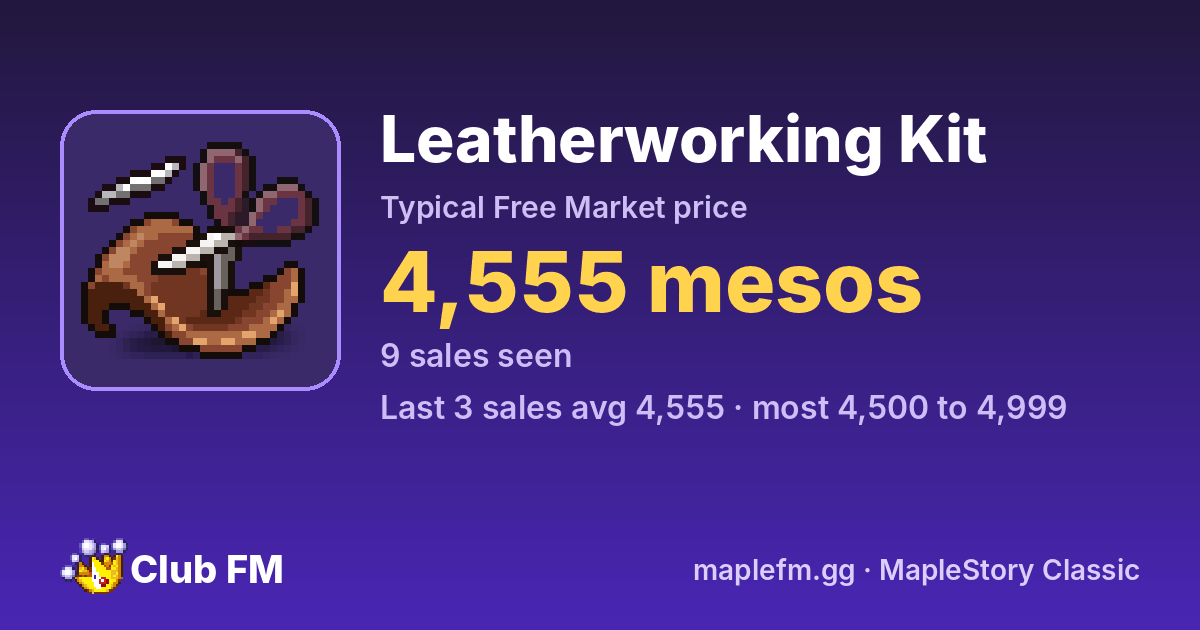 Leatherworking Kit
Typical Free Market price
4,555 mesos
9 sales seen
Last 3 sales avg 4,555 · most 4,500 to 4,999
Club FM
maplefm.gg · MapleStory Classic